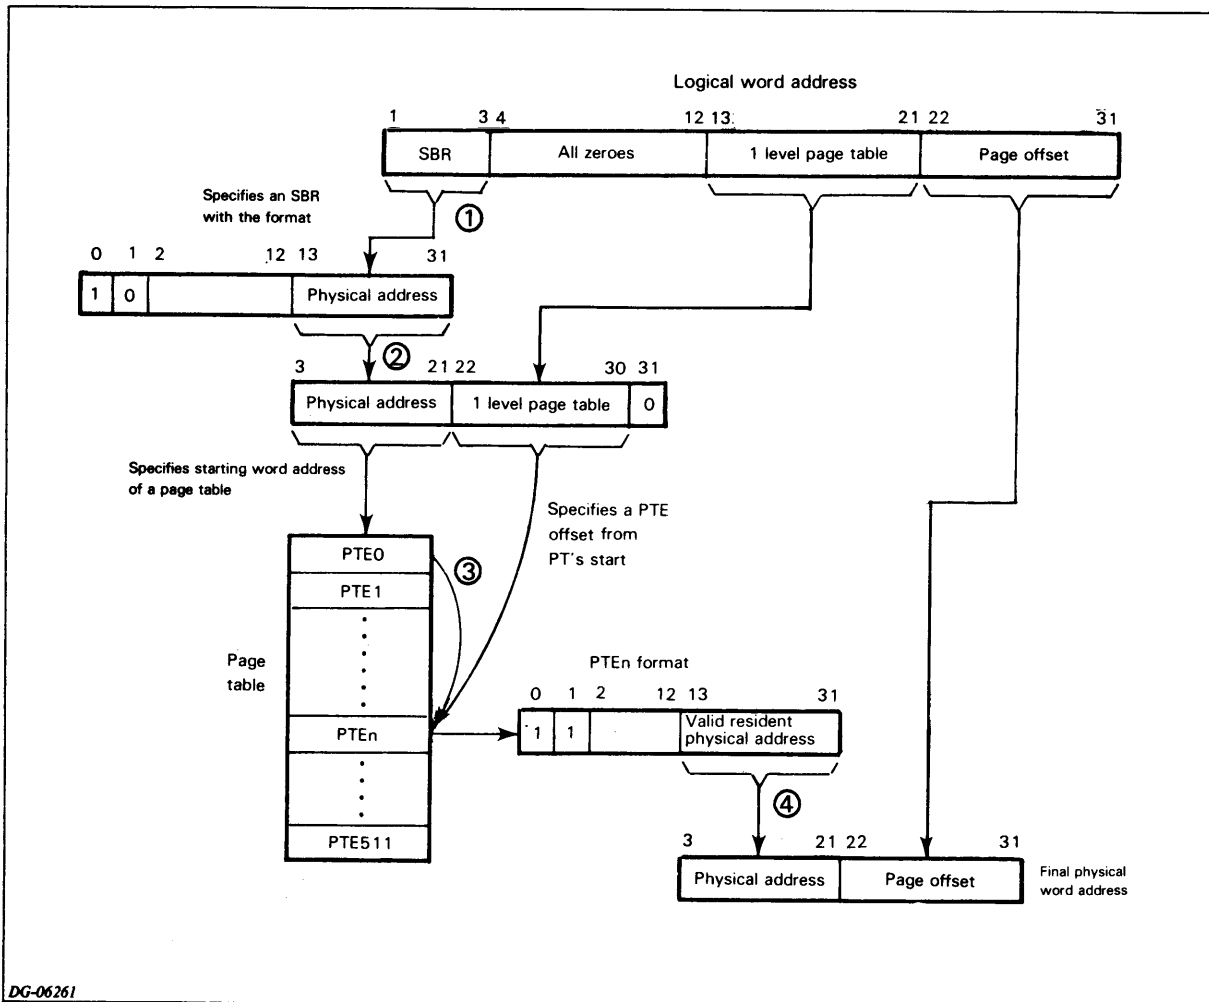 Logical word address
1 3 4 12 13 21 22 31
SBR All zeroes 1 level page table Page offset
Specifies an SBR
with the format
①
0 1 2 12 13 31
1 0 Physical address
②
3 21 22 30 31
Physical address 1 level page table 0
Specifies starting word address
of a page table
Specifies a PTE
offset from
PT's start
PTE0
③
PTE1
Page
table
PTEn format
0 1 2 12 13 31
PTEn
1 1 Valid resident
physical address
④
PTE511
3 21 22 31
Physical address Page offset
Final physical
word address
DG-06261